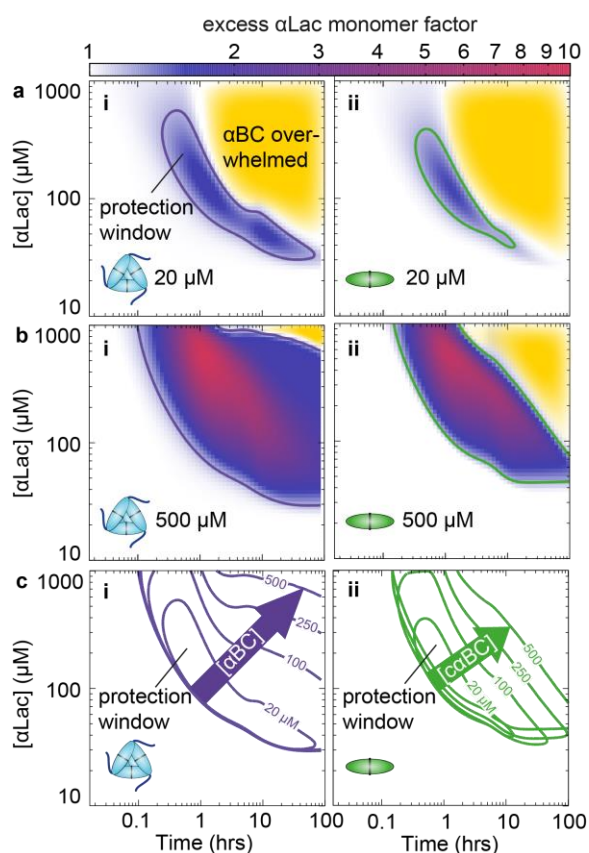 excess αLac monomer factor
1 2 3 4 5 6 7 8 9 10
a
i
ii
1000
100
10
[αLac] (μM)
αBC over-
whelmed
protection
window
20 μM
20 μM
b
i
ii
1000
100
10
[αLac] (μM)
500 μM
500 μM
c
i
ii
1000
100
10
[αLac] (μM)
500
250
100
20 μM
[αBC]
protection
window
500
250
100
20 μM
[cαBC]
protection
window
0.1 1 10 100
0.1 1 10 100
Time (hrs)
Time (hrs)